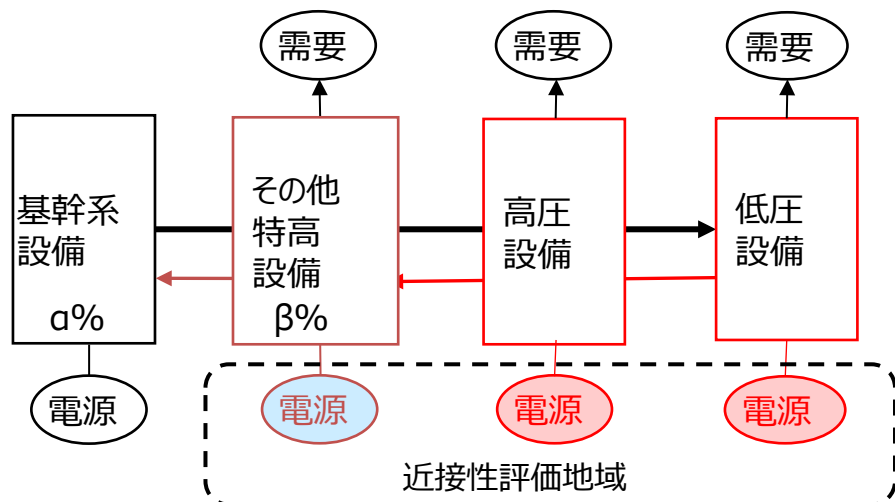 需要
需要
需要
基幹系
設備
α%
その他
特高
設備
β%
高圧
設備
低圧
設備
電源
電源
電源
電源
近接性評価地域